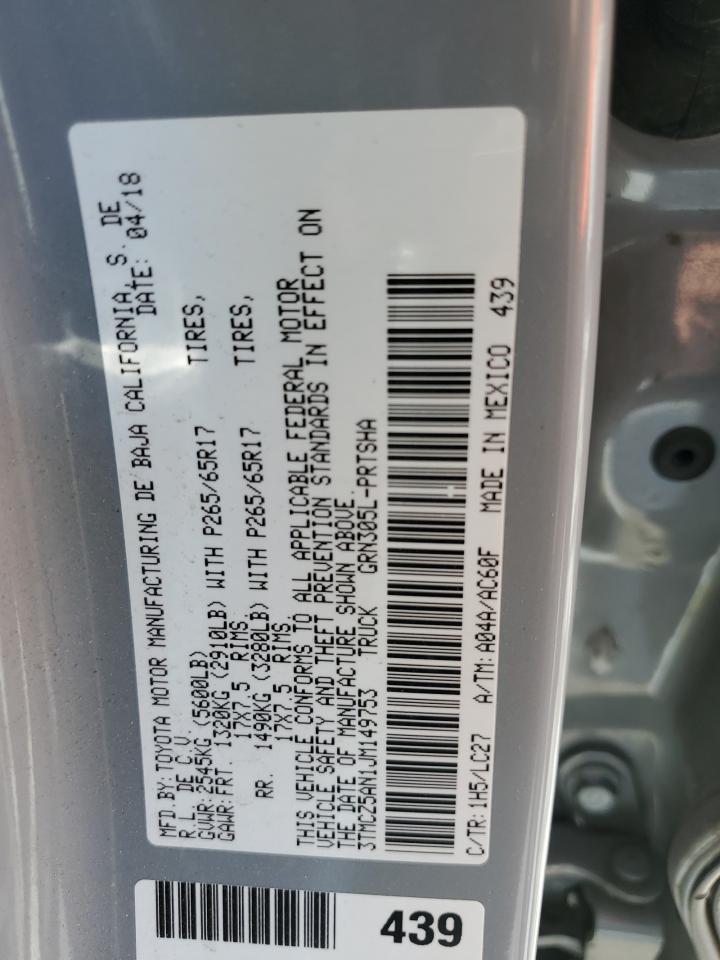 MFD BY: TOYOTA MOTOR MANUFACTURING DE BAJA CALIFORNIA, S. DE
R.L. DE C.V. DATE: 04/18
GVWR: 2545KG (5600LB)
GAWR: FRT. 1320KG (2910LB) WITH P265/65R17 TIRES,
17X7.5 RIMS.
RR. 1490KG (3280LB) WITH P265/65R17 TIRES,
17X7.5 RIMS.
THIS VEHICLE CONFORMS TO ALL APPLICABLE FEDERAL MOTOR
VEHICLE SAFETY AND THEFT PREVENTION STANDARDS IN EFFECT ON
THE DATE OF MANUFACTURE SHOWN ABOVE.
3TMCZ5AN1JM149753 TRUCK GRN305L-PRTSHA
C/TR: 1H5/LC27 A/TM: A04A/AC60F MADE IN MEXICO 439
439